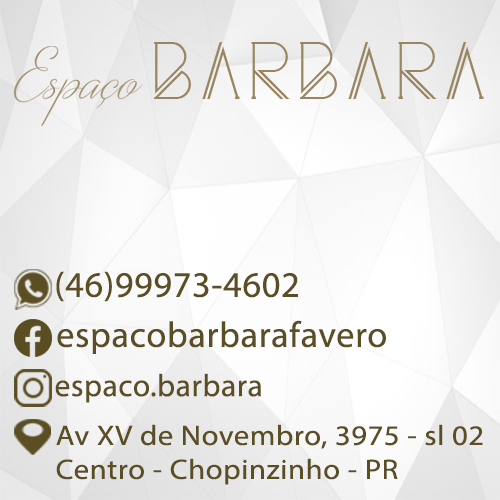 Espaço BARBARA
(46)99973-4602
espacobarbarafavero
espaco.barbara
Av XV de Novembro, 3975 - sl 02
Centro - Chopinzinho - PR